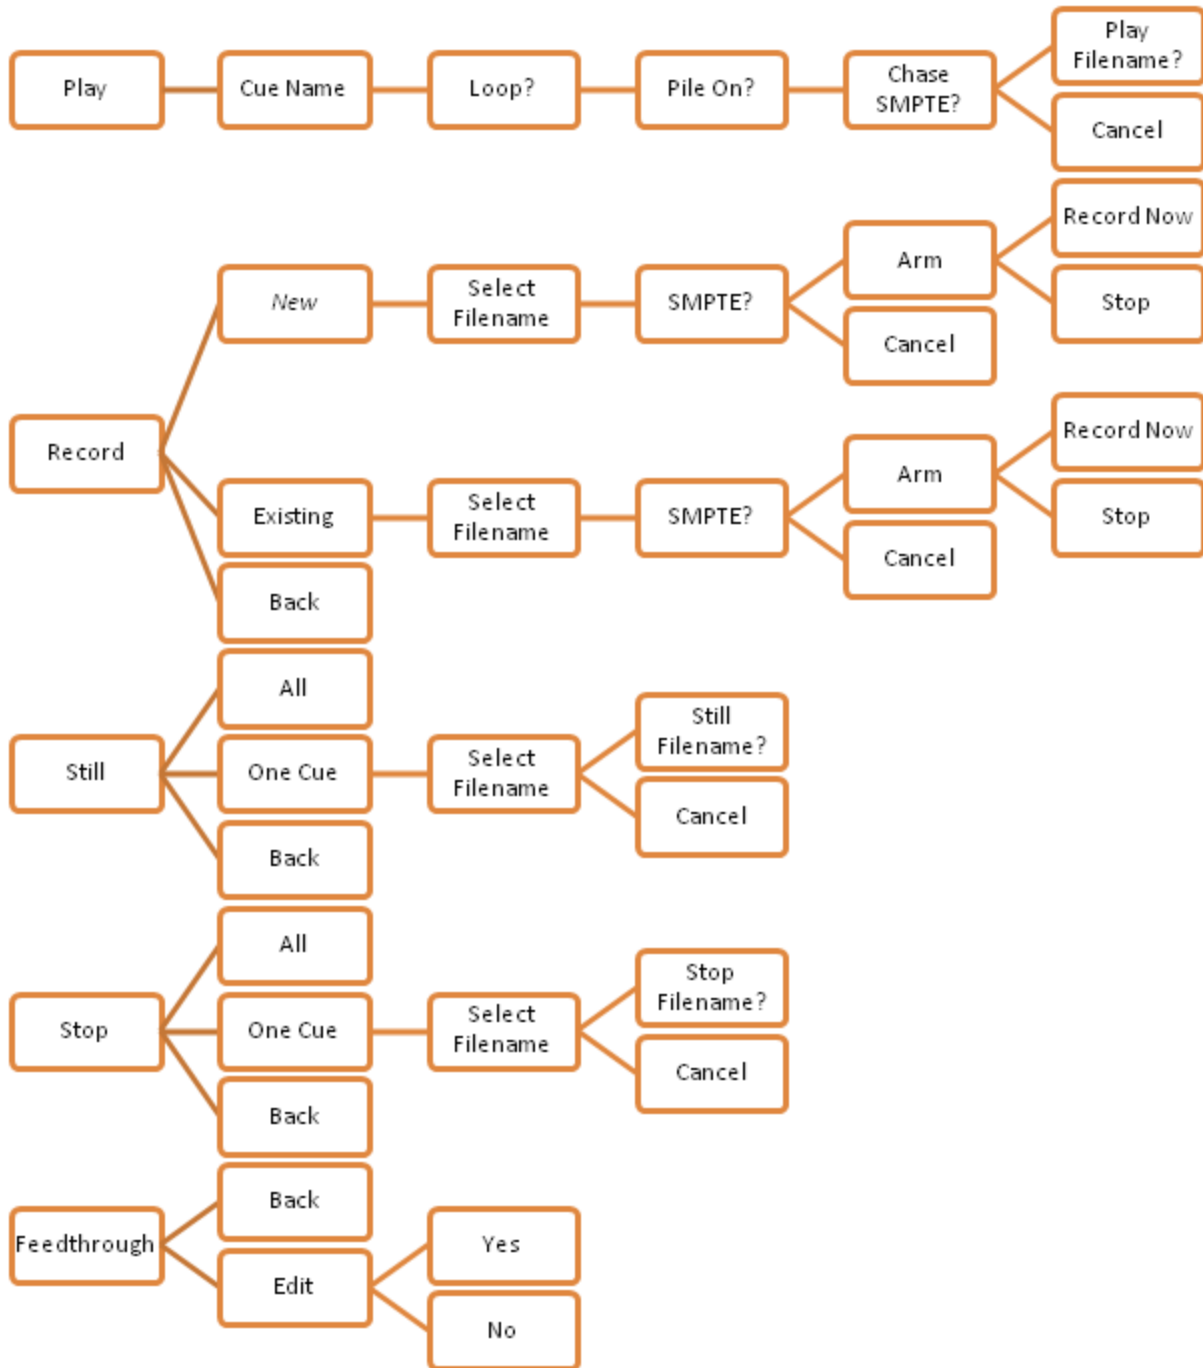 Play
Cue Name
Loop?
Pile On?
Chase
SMPTE?
Play
Filename?
Cancel
Record
New
Select
Filename
SMPTE?
Arm
Record Now
Stop
Cancel
Existing
Select
Filename
SMPTE?
Arm
Record Now
Stop
Cancel
Back
Still
All
One Cue
Select
Filename
Still
Filename?
Cancel
Back
Stop
All
One Cue
Select
Filename
Stop
Filename?
Cancel
Back
Feedthrough
Back
Edit
Yes
No